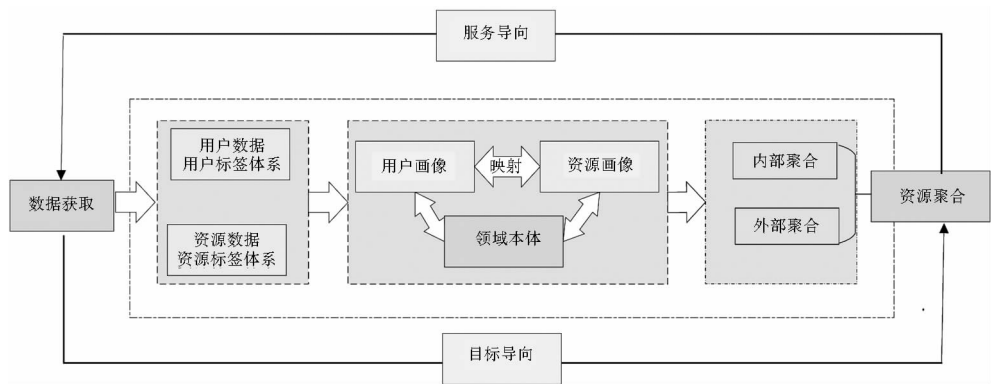 服务导向
用户数据
用户标签体系
用户画像
映射
资源画像
内部聚合
数据获取
资源聚合
资源数据
资源标签体系
领域本体
外部聚合
目标导向